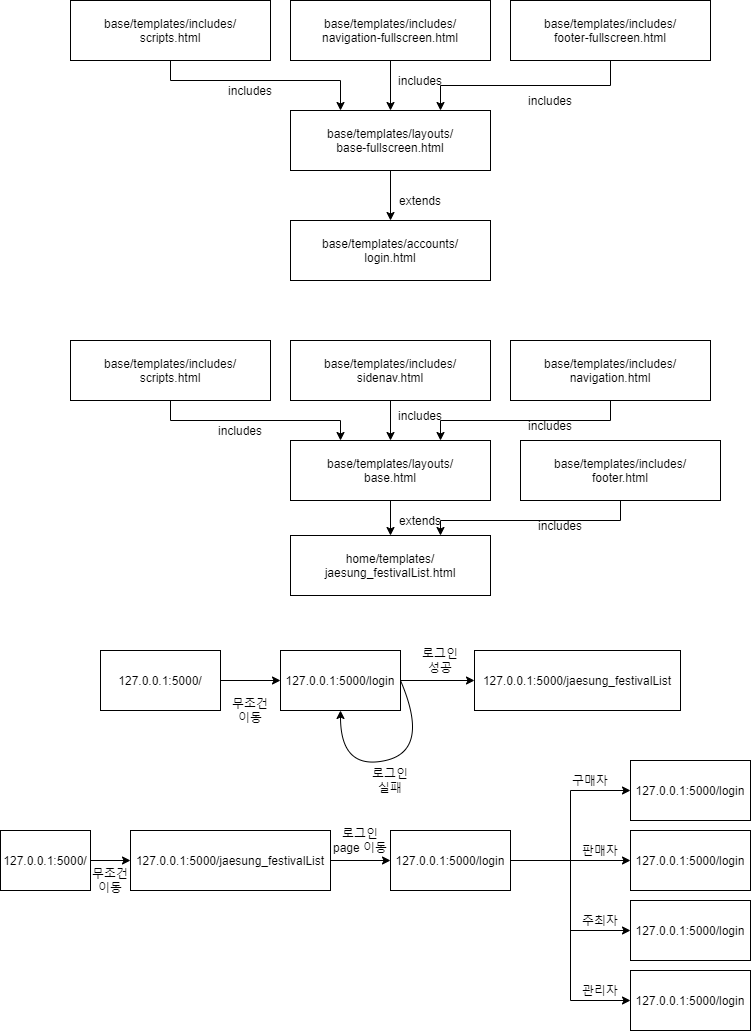 base/templates/includes/
scripts.html
base/templates/includes/
navigation-fullscreen.html
base/templates/includes/
footer-fullscreen.html
includes
includes
includes
base/templates/layouts/
base-fullscreen.html
extends
base/templates/accounts/
login.html
base/templates/includes/
scripts.html
base/templates/includes/
sidenav.html
base/templates/includes/
navigation.html
includes
includes
includes
base/templates/layouts/
base.html
base/templates/includes/
footer.html
extends
includes
home/templates/
jaesung_festivalList.html
127.0.0.1:5000/
무조건
이동
127.0.0.1:5000/login
로그인
성공
127.0.0.1:5000/jaesung_festivalList
로그인
실패
127.0.0.1:5000/
무조건
이동
127.0.0.1:5000/jaesung_festivalList
로그인
page 이동
127.0.0.1:5000/login
구매자
127.0.0.1:5000/login
판매자
127.0.0.1:5000/login
주최자
127.0.0.1:5000/login
관리자
127.0.0.1:5000/login